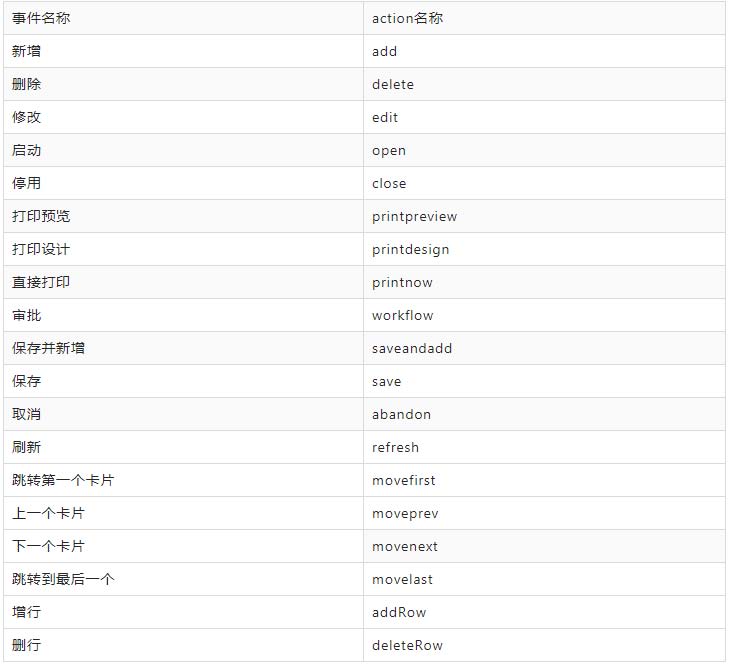 事件名称 action名称
新增 add
删除 delete
修改 edit
启动 open
停用 close
打印预览 printpreview
打印设计 printdesign
直接打印 printnow
审批 workflow
保存并新增 saveandadd
保存 save
取消 abandon
刷新 refresh
跳转第一个卡片 movefirst
上一个卡片 moveprev
下一个卡片 movenext
跳转到最后一个 movelast
增行 addRow
删行 deleteRow